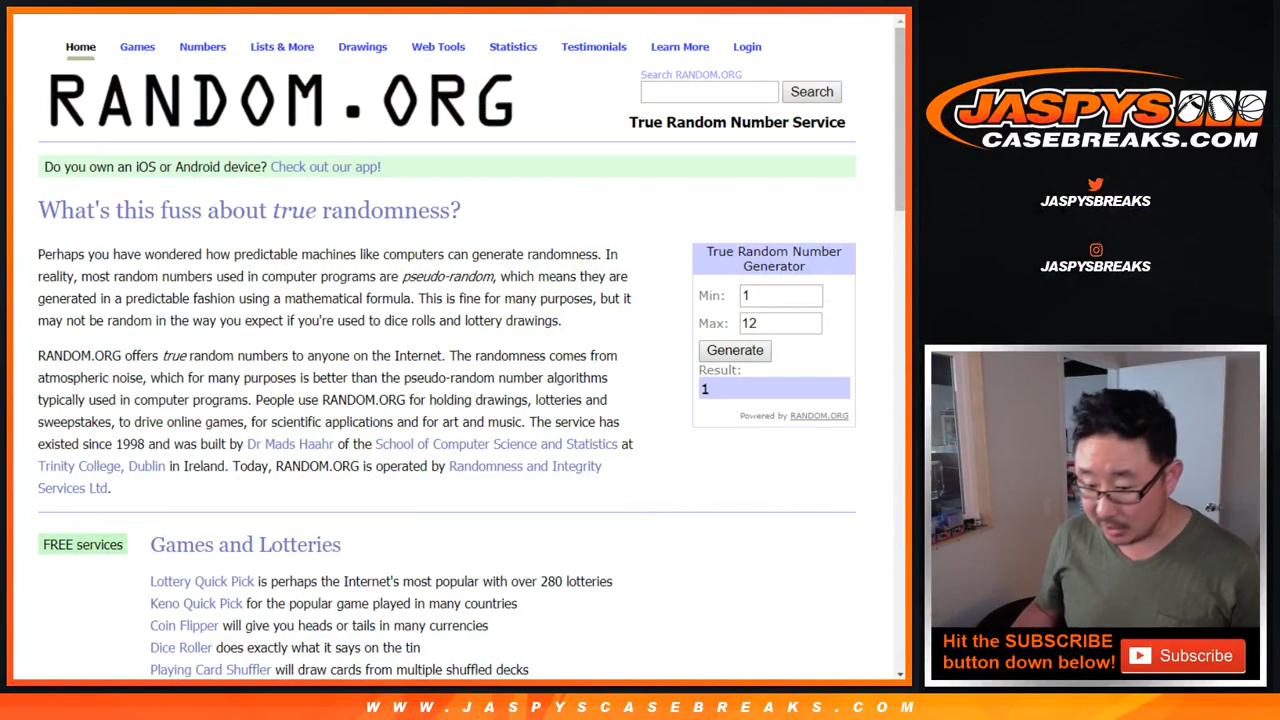 Home Games Numbers Lists & More Drawings Web Tools Statistics Testimonials Learn More Login
RANDOM.ORG
Search RANDOM.ORG
Search
True Random Number Service
Do you own an iOS or Android device? Check out our app!
What's this fuss about true randomness?
Perhaps you have wondered how predictable machines like computers can generate randomness. In
reality, most random numbers used in computer programs are pseudo-random, which means they are
generated in a predictable fashion using a mathematical formula. This is fine for many purposes, but it
may not be random in the way you expect if you're used to dice rolls and lottery drawings.
RANDOM.ORG offers true random numbers to anyone on the Internet. The randomness comes from
atmospheric noise, which for many purposes is better than the pseudo-random number algorithms
typically used in computer programs. People use RANDOM.ORG for holding drawings, lotteries and
sweepstakes, to drive online games, for scientific applications and for art and music. The service has
existed since 1998 and was built by Dr Mads Haahr of the School of Computer Science and Statistics at
Trinity College, Dublin in Ireland. Today, RANDOM.ORG is operated by Randomness and Integrity
Services Ltd.
True Random Number
Generator
Min: 1
Max: 12
Generate
Result:
1
Powered by RANDOM.ORG
FREE services
Games and Lotteries
Lottery Quick Pick is perhaps the Internet's most popular with over 280 lotteries
Keno Quick Pick for the popular game played in many countries
Coin Flipper will give you heads or tails in many currencies
Dice Roller does exactly what it says on the tin
Playing Card Shuffler will draw cards from multiple shuffled decks
JASPYS
CASEBREAKS.COM
JASPYSBREAKS
JASPYSBREAKS
Hit the SUBSCRIBE
button down below!
Subscribe
WWW.JASPYSCASEBREAKS.COM